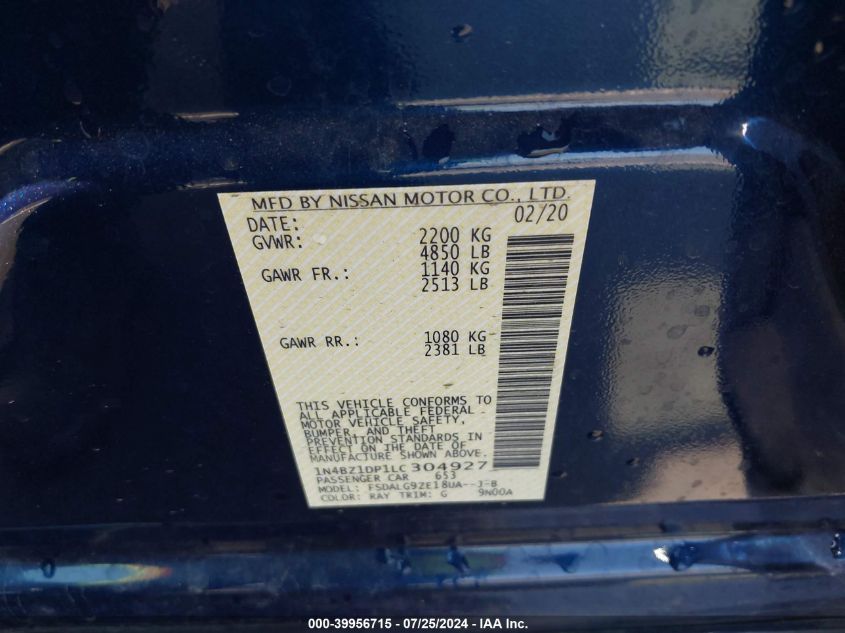 MFD BY NISSAN MOTOR CO., LTD.
DATE: 02/20
GVWR: 2200 KG
4850 LB
GAWR FR.: 1140 KG
2513 LB
GAWR RR.: 1080 KG
2381 LB
THIS VEHICLE CONFORMS TO
ALL APPLICABLE FEDERAL
MOTOR VEHICLE SAFETY,
BUMPER, AND THEFT
PREVENTION STANDARDS IN
EFFECT ON THE DATE OF
MANUFACTURE SHOWN ABOVE.
1N4BZ1DP1LC304927
PASSENGER CAR 653
MODEL: FSDALG9ZE18UA--J-B
COLOR: RAY TRIM: G 9N00A
000-39956715 / 07/25/2024 - IAA Inc.